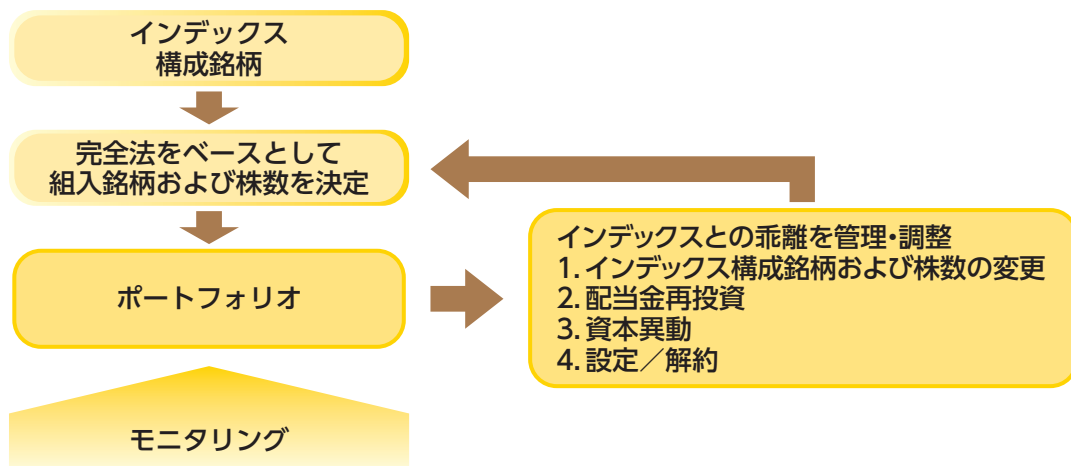 インデックス
構成銘柄
完全法をベースとして
組入銘柄および株数を決定
ポートフォリオ
モニタリング
インデックスとの乖離を管理・調整
1. インデックス構成銘柄および株数の変更
2. 配当金再投資
3. 資本異動
4. 設定／解約